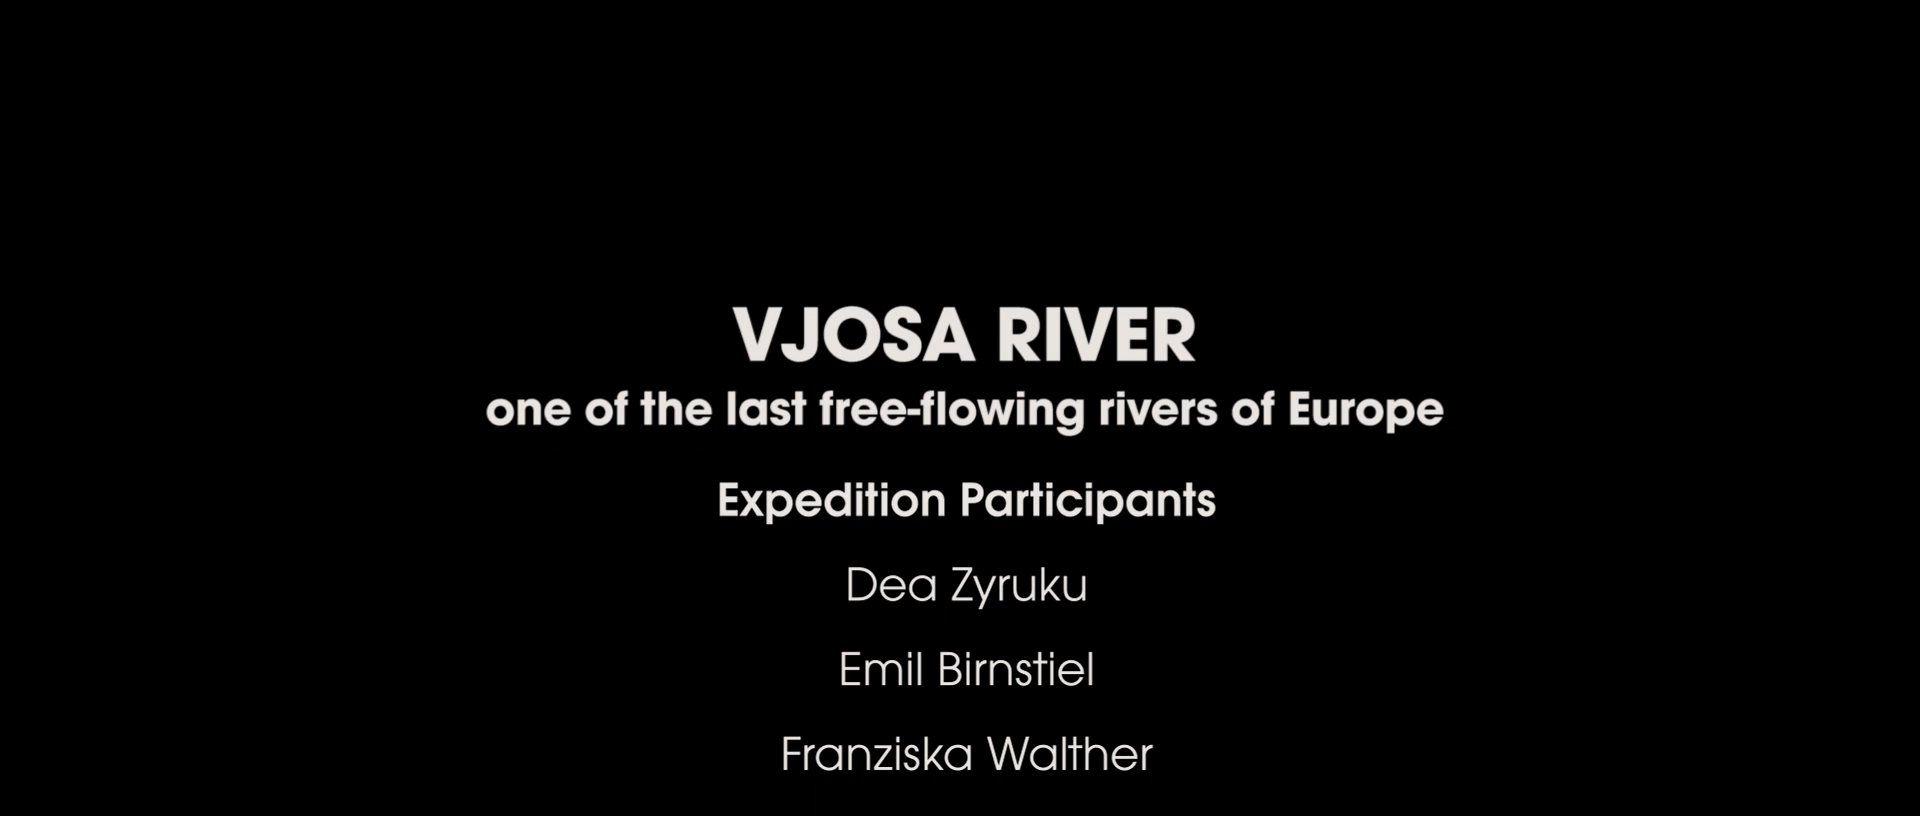 VJOSA RIVER
one of the last free-flowing rivers of Europe
Expedition Participants
Dea Zyruku
Emil Birnstiel
Franziska Walther